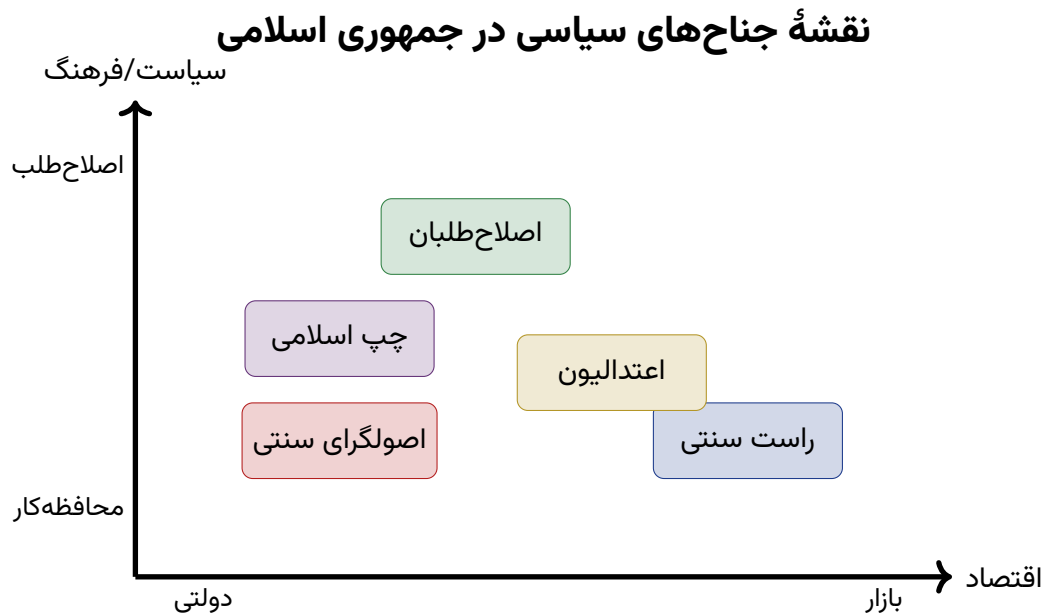 نقشهٔ جناح‌های سیاسی در جمهوری اسلامی
سیاست/فرهنگ
اصلاح‌طلب
اصلاح‌طلبان
چپ اسلامی
اعتدالیون
اصولگرای سنتی
راست سنتی
محافظه‌کار
اقتصاد
دولتی
بازار